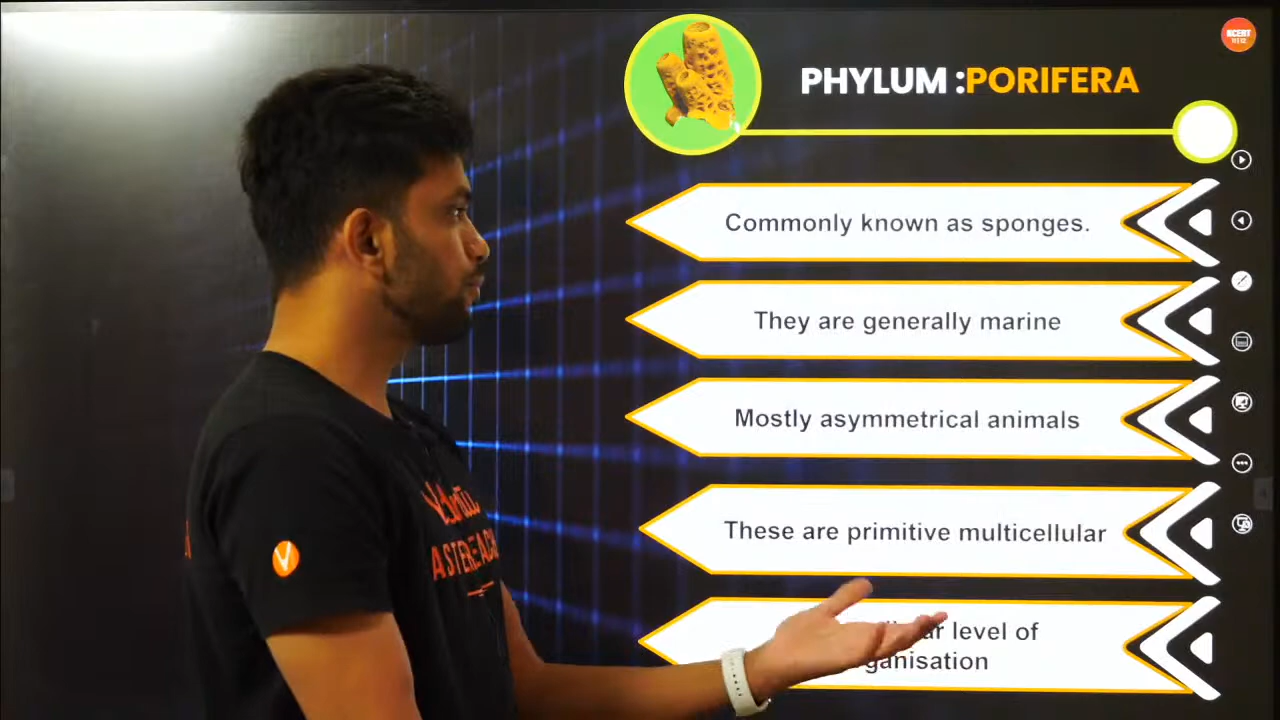 NCERT
PHYLUM :PORIFERA
Commonly known as sponges.
They are generally marine
Mostly asymmetrical animals
These are primitive multicellular
level of
V